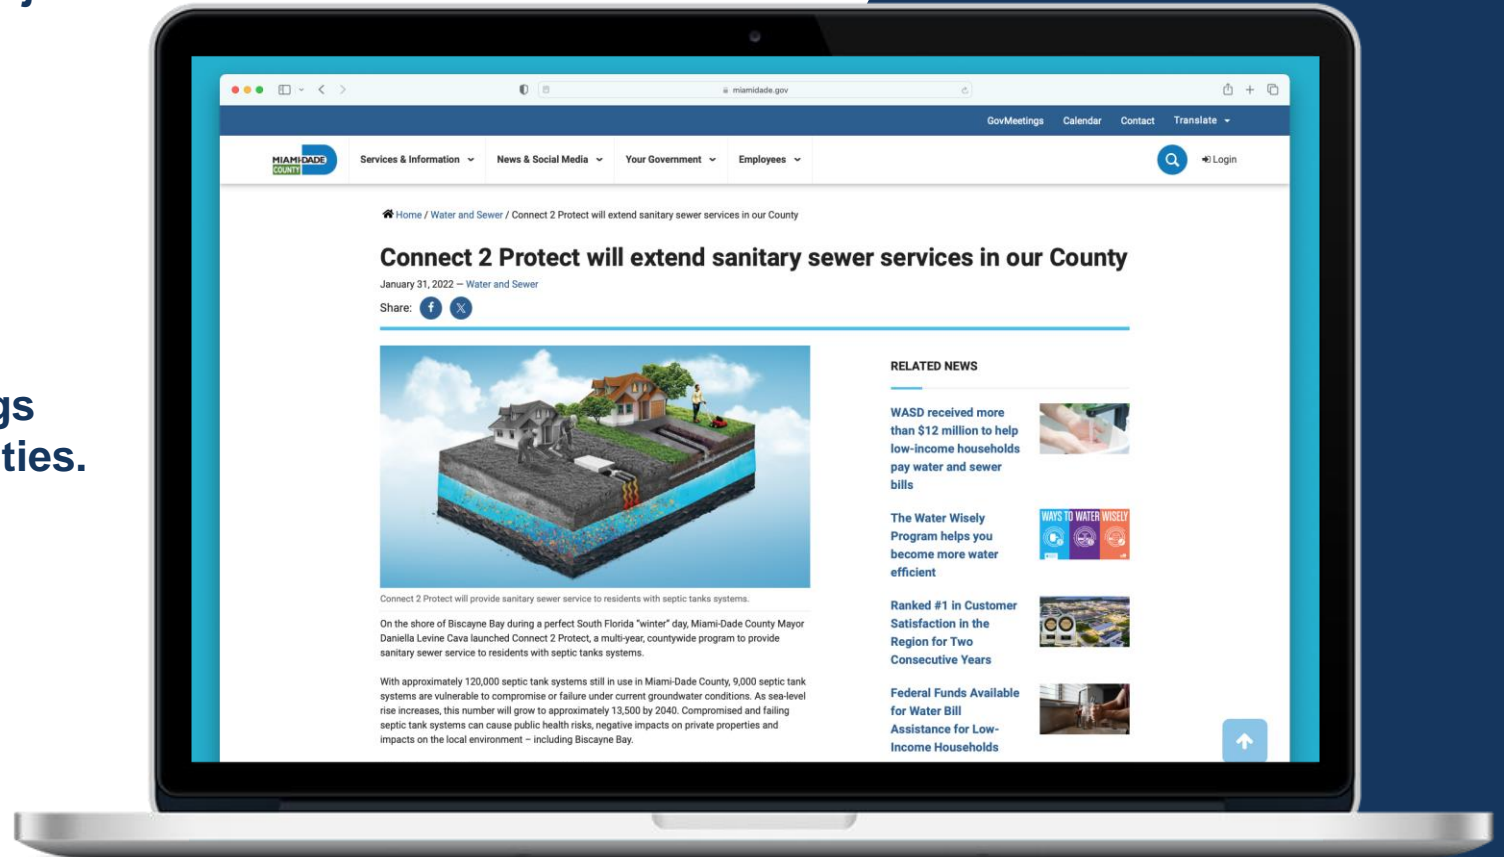 j
gs
ties.
miamidade.gov
GovMeetings Calendar Contact Translate
MIAMI-DADE
COUNTY
Services & Information News & Social Media Your Government Employees Login
Home / Water and Sewer / Connect 2 Protect will extend sanitary sewer services in our County
Connect 2 Protect will extend sanitary sewer services in our County
January 31, 2022 — Water and Sewer
Share:
Connect 2 Protect will provide sanitary sewer service to residents with septic tanks systems.
On the shore of Biscayne Bay during a perfect South Florida “winter” day, Miami-Dade County Mayor
Daniella Levine Cava launched Connect 2 Protect, a multi-year, countywide program to provide
sanitary sewer service to residents with septic tanks systems.
With approximately 120,000 septic tank systems still in use in Miami-Dade County, 9,000 septic tank
systems are vulnerable to compromise or failure under current groundwater conditions. As sea-level
rise increases, this number will grow to approximately 13,500 by 2040. Compromised and failing
septic tank systems can cause public health risks, negative impacts on private properties and
impacts on the local environment – including Biscayne Bay.
RELATED NEWS
WASD received more
than $12 million to help
low-income households
pay water and sewer
bills
The Water Wisely
Program helps you
become more water
efficient
WAYS TO WATER WISELY
Ranked #1 in Customer
Satisfaction in the
Region for Two
Consecutive Years
Federal Funds Available
for Water Bill
Assistance for Low-
Income Households